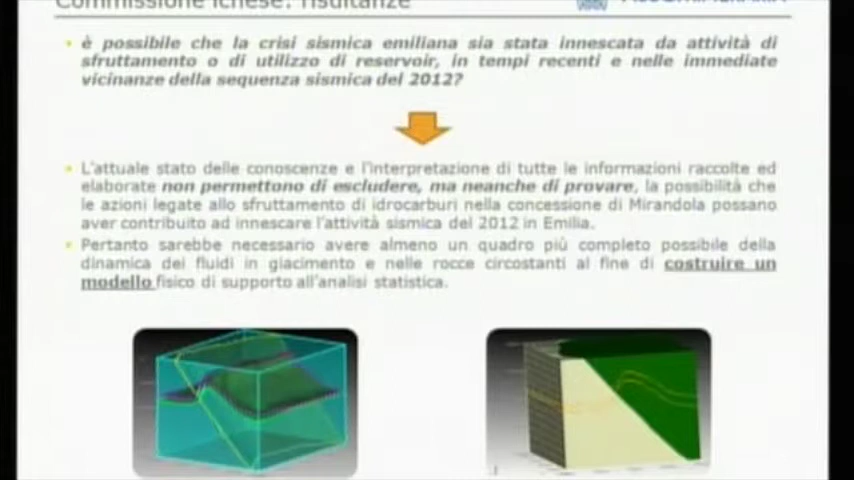 Commissione Ichese: risultanze
• è possibile che la crisi sismica emiliana sia stata innescata da attività di
sfruttamento o di utilizzo di reservoir, in tempi recenti e nelle immediate
vicinanze della sequenza sismica del 2012?
• L'attuale stato delle conoscenze e l'interpretazione di tutte le informazioni raccolte ed
elaborate non permettono di escludere, ma neanche di provare, la possibilità che
le azioni legate allo sfruttamento di idrocarburi nella concessione di Mirandola possano
aver contribuito ad innescare l'attività sismica del 2012 in Emilia.
• Pertanto sarebbe necessario avere almeno un quadro più completo possibile della
dinamica dei fluidi in giacimento e nelle rocce circostanti al fine di costruire un
modello fisico di supporto all'analisi statistica.